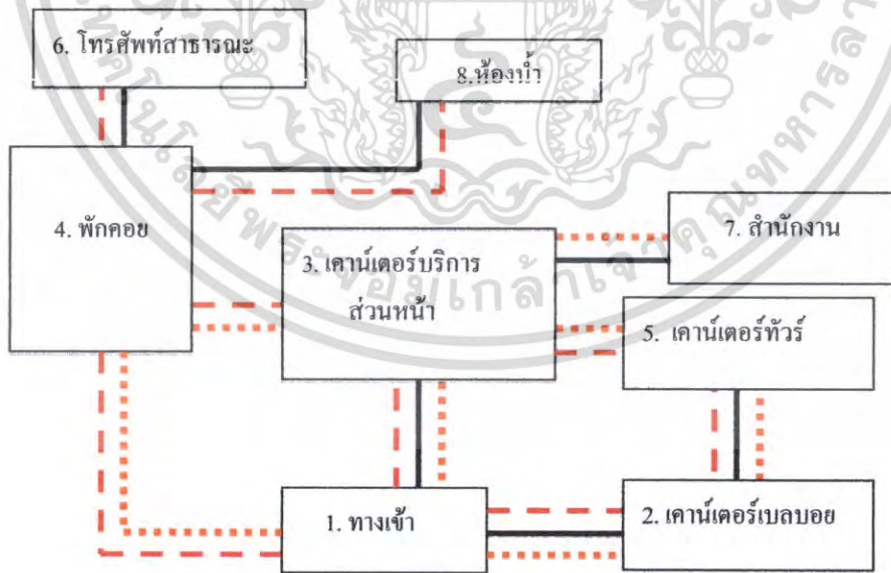 6. โทรศัพท์สาธารณะ
8.ห้องน้ำ
4. พักคอย
7. สำนักงาน
3. เคาน์เตอร์บริการ
ส่วนหน้า
5. เคาน์เตอร์ทัวร์
1. ทางเข้า
2. เคาน์เตอร์เบลบอย